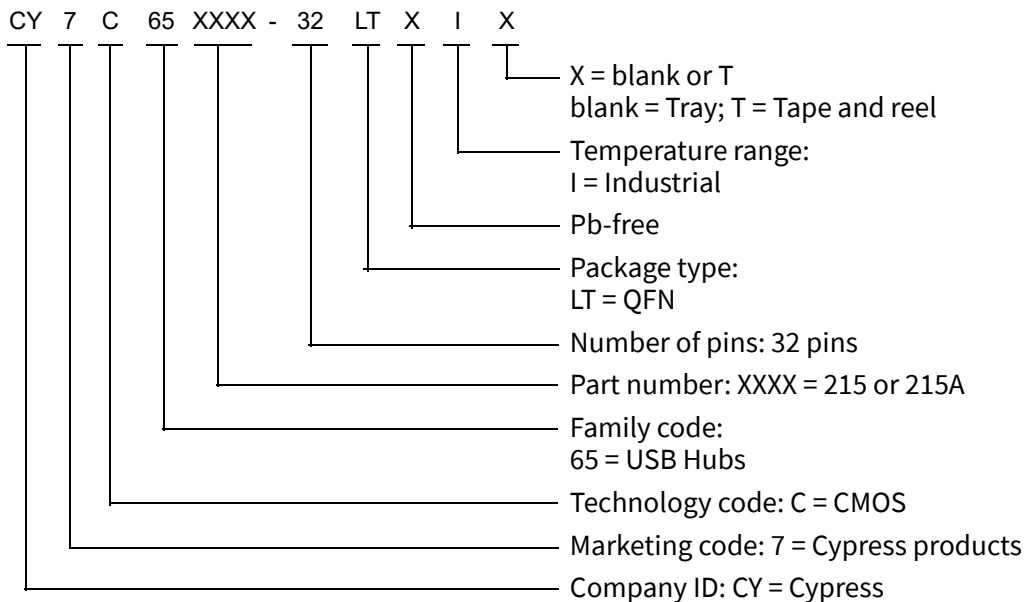 CY 7 C 65 XXXX - 32 LT X I X
X = blank or T
blank = Tray; T = Tape and reel
Temperature range:
I = Industrial
Pb-free
Package type:
LT = QFN
Number of pins: 32 pins
Part number: XXXX = 215 or 215A
Family code:
65 = USB Hubs
Technology code: C = CMOS
Marketing code: 7 = Cypress products
Company ID: CY = Cypress